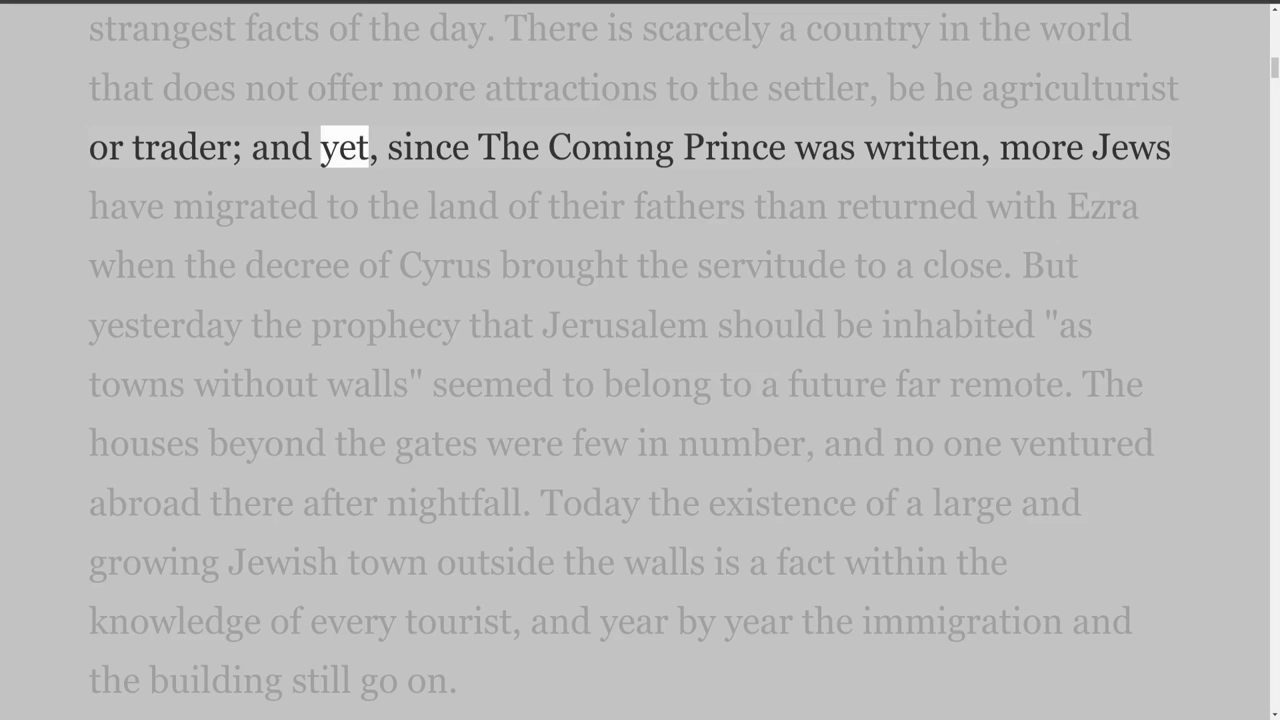 strangest facts of the day. There is scarcely a country in the world
that does not offer more attractions to the settler, be he agriculturist
or trader; and yet, since The Coming Prince was written, more Jews
have migrated to the land of their fathers than returned with Ezra
when the decree of Cyrus brought the servitude to a close. But
yesterday the prophecy that Jerusalem should be inhabited "as
towns without walls" seemed to belong to a future far remote. The
houses beyond the gates were few in number, and no one ventured
abroad there after nightfall. Today the existence of a large and
growing Jewish town outside the walls is a fact within the
knowledge of every tourist, and year by year the immigration and
the building still go on.